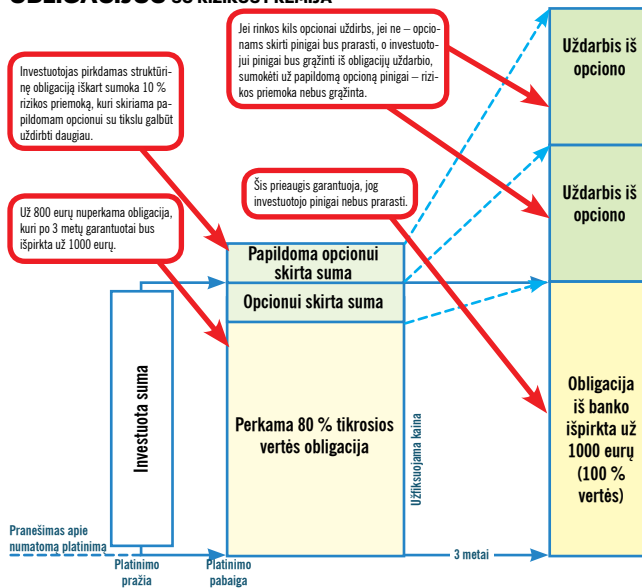 Jei rinkos kils opcionai uždirbs, jei ne – opcio-
nams skirti pinigai bus prarasti, o investuoto-
jui pinigai bus grąžinti iš obligacijų uždarbio,
sumokėti už papildomą opcioną pinigai – rizi-
kos priemoka nebus grąžinta.
Investuotojas pirkdamas struktūri-
nę obligaciją iškart sumoka 10 %
rizikos priemoką, kuri skiriama pa-
pildomam opcionui su tikslu galbūt
uždirbti daugiau.
Šis prieaugis garantuoja, jog
investuotojo pinigai nebus prarasti.
Už 800 eurų nuperkama obligacija,
kuri po 3 metų garantuotai bus
išpirkta už 1000 eurų.
Uždarbis iš
opciono
Uždarbis iš
opciono
Papildoma opcionui
skirta suma
Opcionui skirta suma
Investuota suma
Perkama 80 % tikrosios
vertės obligacija
Užfiksuojama kaina
Obligacija
iš banko
išpirkta už
1000 eurų
(100 %
vertės)
Pranešimas apie
numatomą platinimą
Platinimo
pražia
Platinimo
pabaiga
3 metai